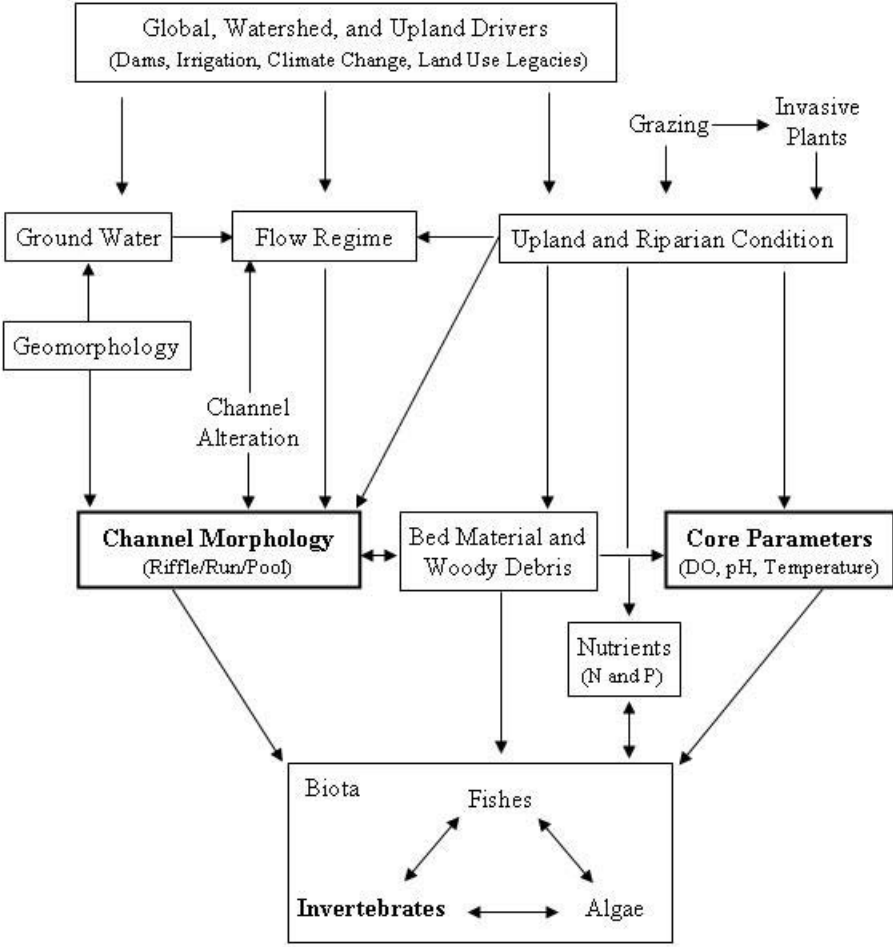 Global, Watershed, and Upland Drivers
(Dams, Irrigation, Climate Change, Land Use Legacies)
Grazing
Invasive
Plants
Ground Water
Flow Regime
Upland and Riparian Condition
Geomorphology
Channel
Alteration
Channel Morphology
(Riffle/Run/Pool)
Bed Material and
Woody Debris
Core Parameters
(DO, pH, Temperature)
Nutrients
(N and P)
Biota
Fishes
Invertebrates
Algae